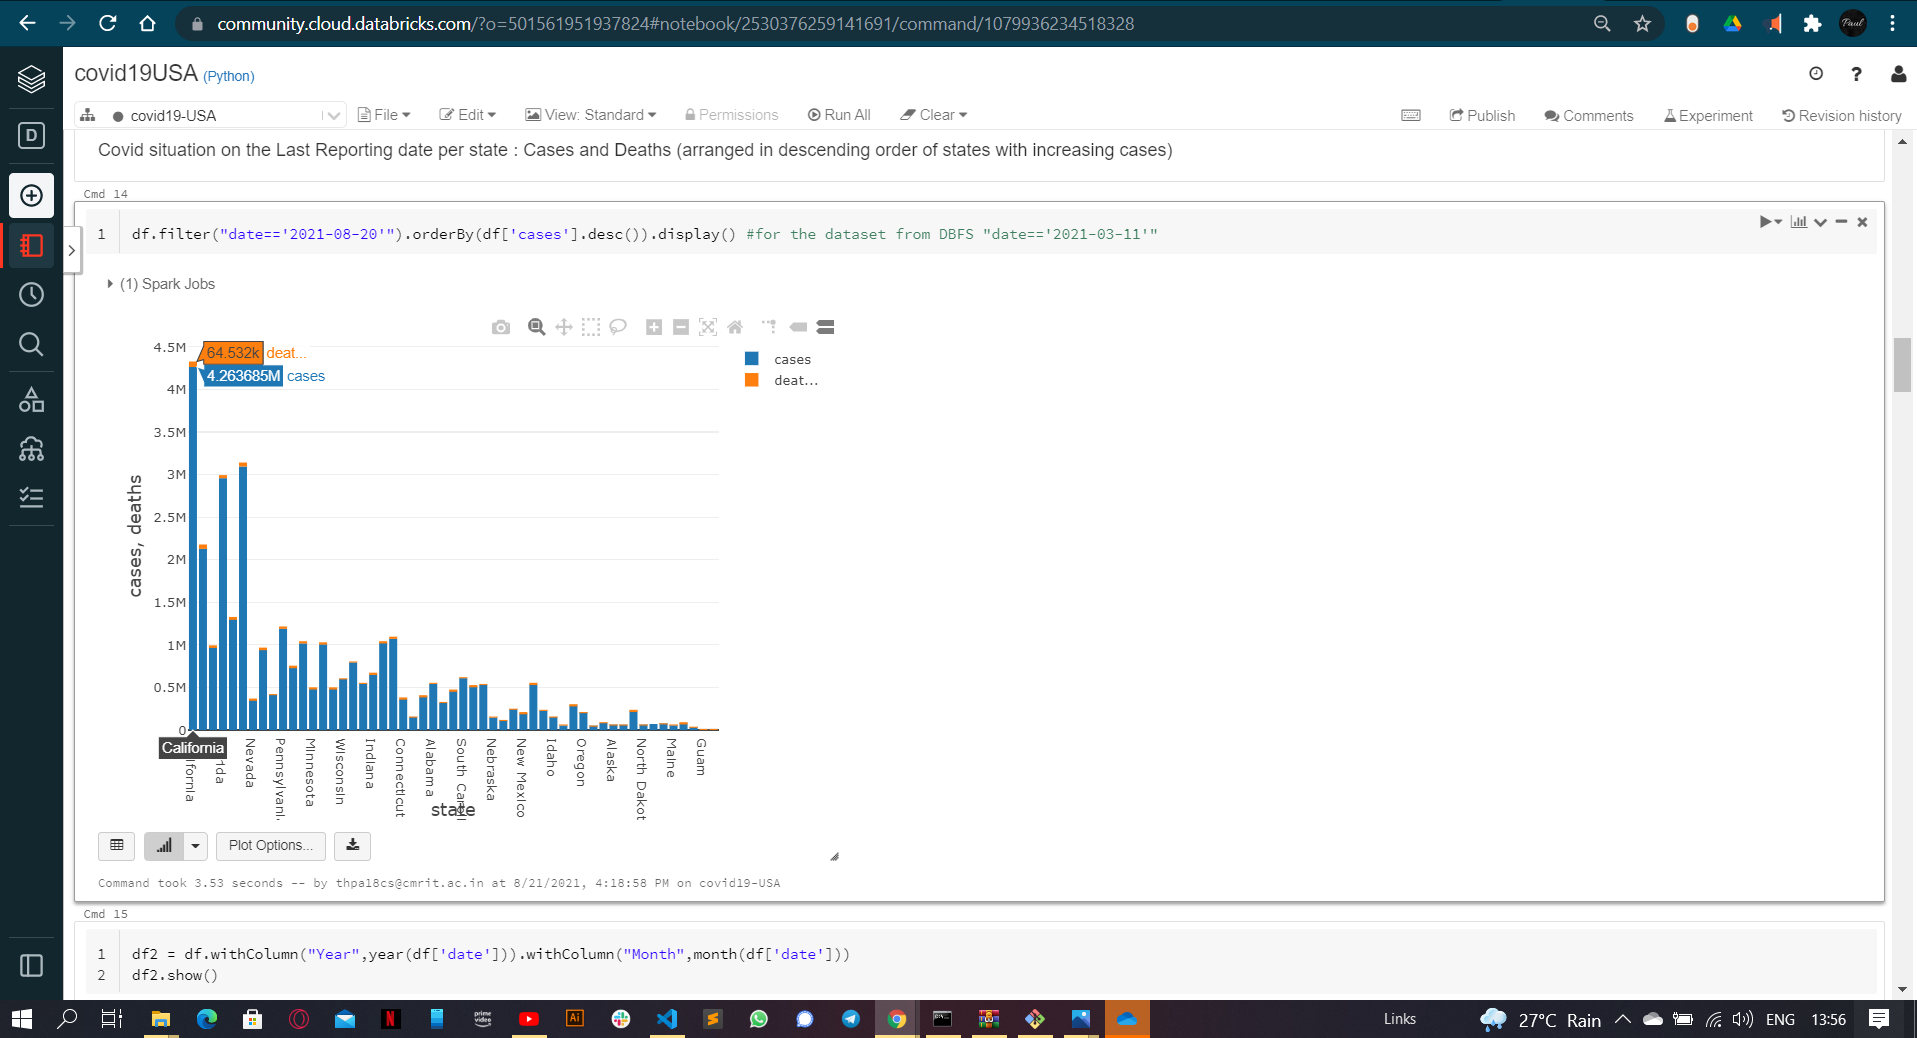 community.cloud.databricks.com/?o=501561951937824#notebook/2530376259141691/command/1079936234518328
Paul
covid19USA (Python)
D
covid19-USA
File
Edit
View: Standard
Permissions
Run All
Clear
Publish
Comments
Experiment
Revision history
Covid situation on the Last Reporting date per state : Cases and Deaths (arranged in descending order of states with increasing cases)
Cmd 14
1 df.filter("date=='2021-08-20'").orderBy(df['cases'].desc()).display() #for the dataset from DBFS "date=='2021-03-11'"
(1) Spark Jobs
4.5M
4M
3.5M
3M
2.5M
2M
1.5M
1M
0.5M
0
cases, deaths
64.532k deat...
4.263685M cases
cases
deat...
California
ifornia
ida
Nevada
Pennsylvani.
Minnesota
Wisconsin
Indiana
Connecticut
Alabama
South Carol
Nebraska
New Mexico
Idaho
Oregon
Alaska
North Dakot
Maine
Guam
state
Plot Options...
Command took 3.53 seconds -- by thpa18cs@cmrit.ac.in at 8/21/2021, 4:18:58 PM on covid19-USA
Cmd 15
1 df2 = df.withColumn("Year",year(df['date'])).withColumn("Month",month(df['date']))
2 df2.show()
prime video
Ai
Links
27°C Rain
ENG
13:56